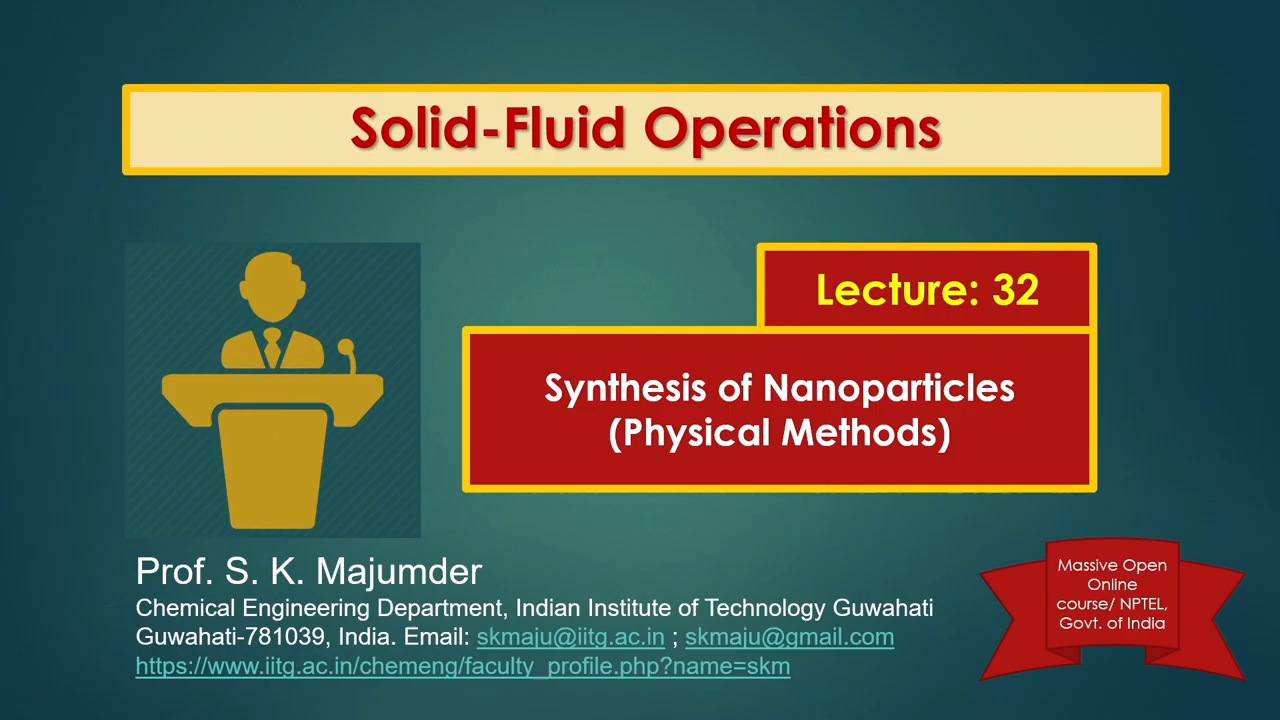 Solid-Fluid Operations
Lecture: 32
Synthesis of Nanoparticles
(Physical Methods)
Prof. S. K. Majumder
Chemical Engineering Department, Indian Institute of Technology Guwahati
Guwahati-781039, India. Email: skmaju@iitg.ac.in ; skmaju@gmail.com
https://www.iitg.ac.in/chemeng/faculty_profile.php?name=skm
Massive Open
Online
course/ NPTEL,
Govt. of India